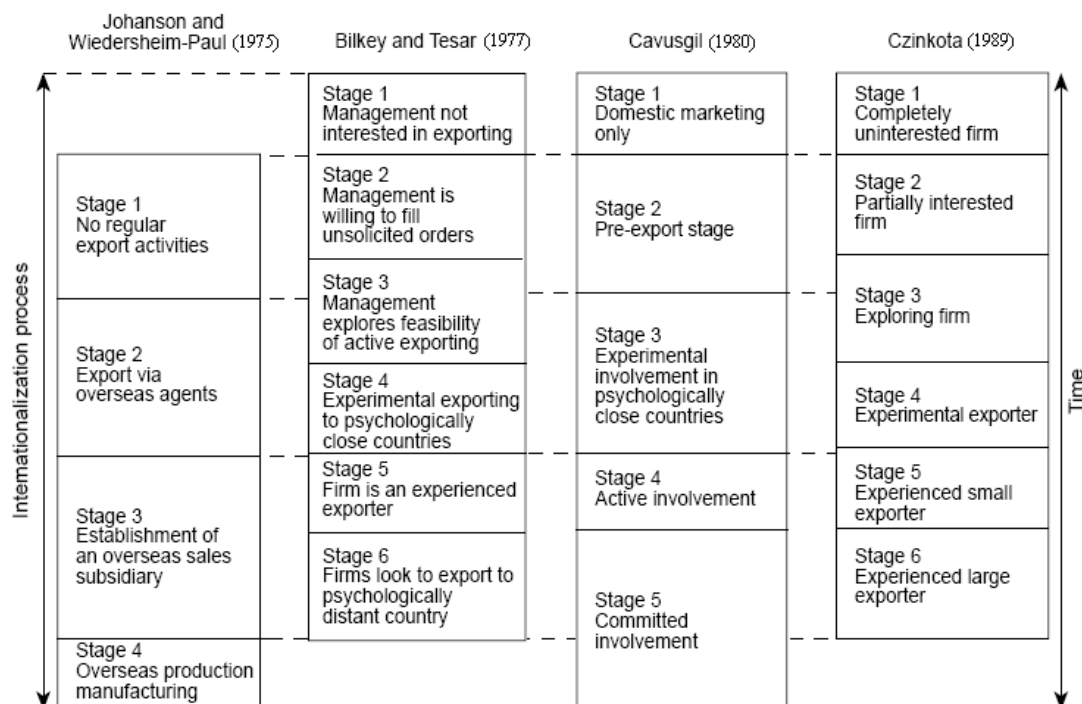 Johanson and
Wiedersheim-Paul (1975)
Bilkey and Tesar (1977)
Cavusgil (1980)
Czinkota (1989)
Internationalization process
Stage 1
No regular
export activities
Stage 2
Export via
overseas agents
Stage 3
Establishment of
an overseas sales
subsidiary
Stage 4
Overseas production
manufacturing
Stage 1
Management not
interested in exporting
Stage 2
Management is
willing to fill
unsolicited orders
Stage 3
Management
explores feasibility
of active exporting
Stage 4
Experimental exporting
to psychologically
close countries
Stage 5
Firm is an experienced
exporter
Stage 6
Firms look to export to
psychologically
distant country
Stage 1
Domestic marketing
only
Stage 2
Pre-export stage
Stage 3
Experimental
involvement in
psychologically
close countries
Stage 4
Active involvement
Stage 5
Committed
involvement
Stage 1
Completely
uninterested firm
Stage 2
Partially interested
firm
Stage 3
Exploring firm
Stage 4
Experimental exporter
Stage 5
Experienced small
exporter
Stage 6
Experienced large
exporter
Time